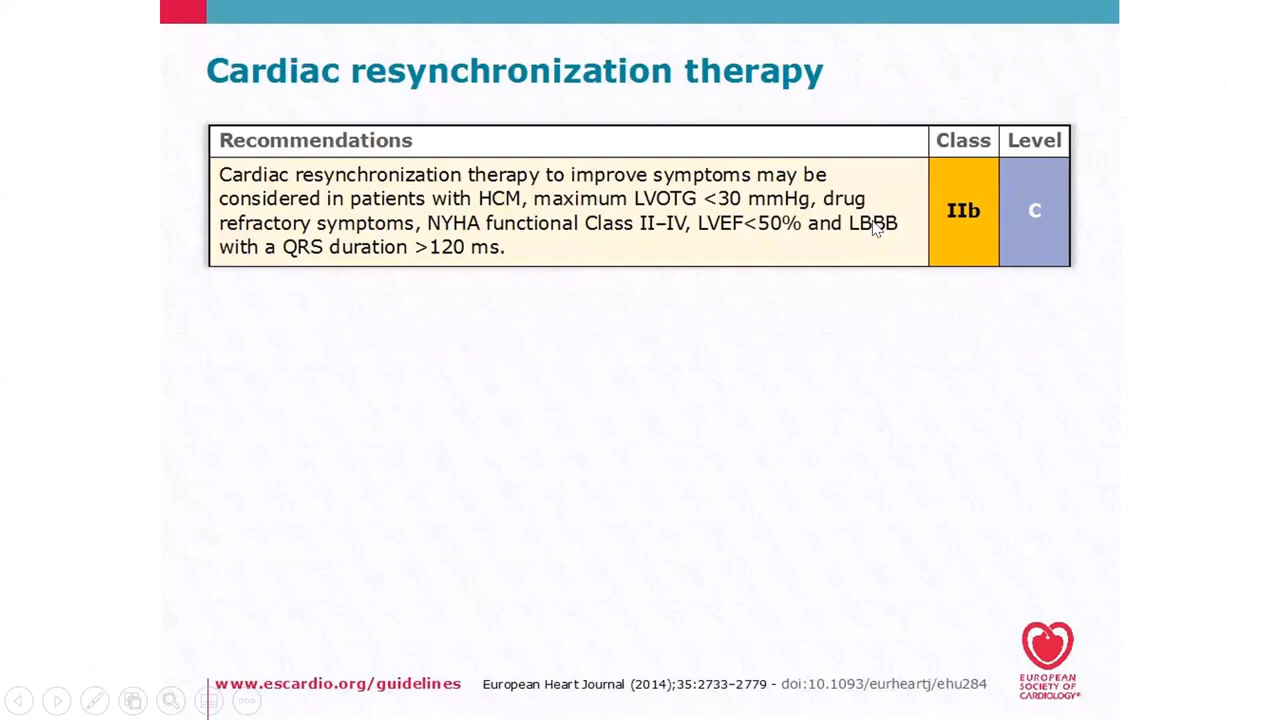 Cardiac resynchronization therapy
Recommendations Class Level
Cardiac resynchronization therapy to improve symptoms may be
considered in patients with HCM, maximum LVOTG <30 mmHg, drug
refractory symptoms, NYHA functional Class II–IV, LVEF<50% and LBBB
with a QRS duration >120 ms.
IIb C
www.escardio.org/guidelines European Heart Journal (2014);35:2733–2779 - doi:10.1093/eurheartj/ehu284
EUROPEAN
SOCIETY OF
CARDIOLOGY®